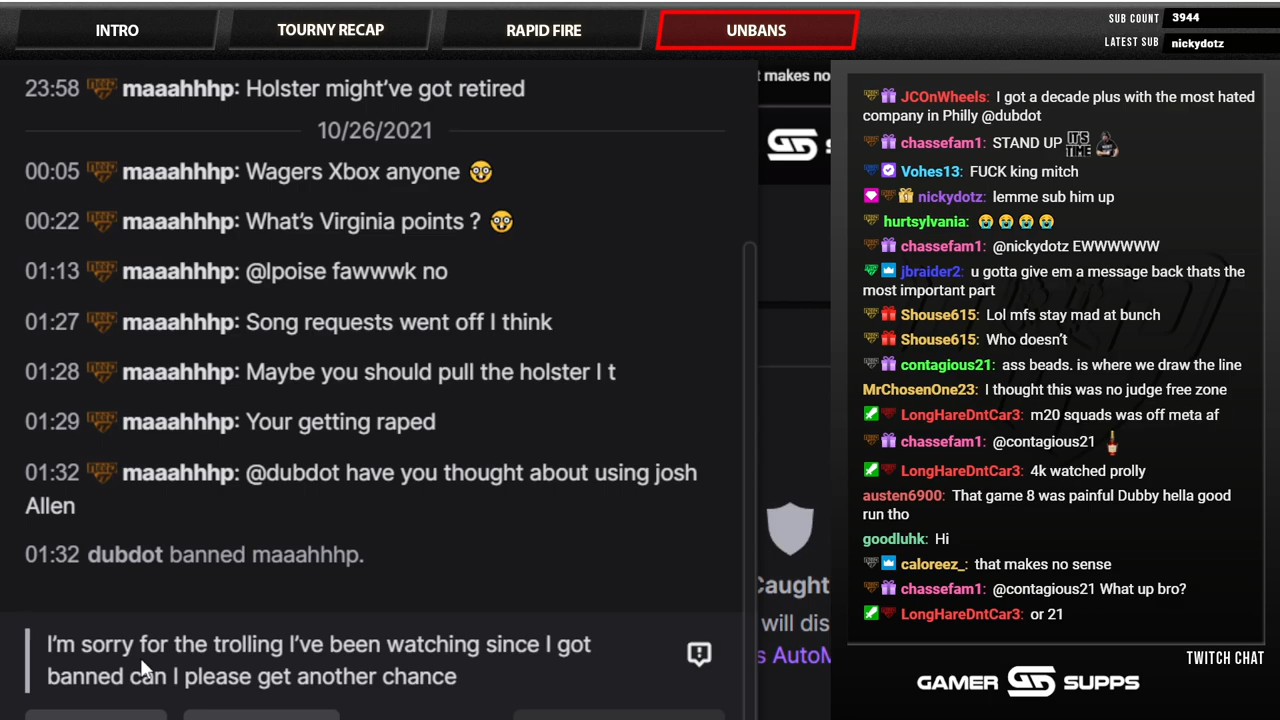 INTRO
TOURNY RECAP
RAPID FIRE
UNBANS
SUB COUNT 3944
LATEST SUB nickydotz
23:58 maaahhhp: Holster might've got retired
10/26/2021
00:05 maaahhhp: Wagers Xbox anyone
00:22 maaahhhp: What's Virginia points ?
01:13 maaahhhp: @lpoise fawwwk no
01:27 maaahhhp: Song requests went off I think
01:28 maaahhhp: Maybe you should pull the holster I t
01:29 maaahhhp: Your getting raped
01:32 maaahhhp: @dubdot have you thought about using josh
Allen
01:32 dubdot banned maaahhhp.
I'm sorry for the trolling I've been watching since I got
banned can I please get another chance
t makes no
Caught
will dis
s AutoM
JCOnWheels: I got a decade plus with the most hated
company in Philly @dubdot
chassefam1: STAND UP IT'S TIME
Vohes13: FUCK king mitch
nickydotz: lemme sub him up
hurtsylvania: 😭 😭 😭 😭
chassefam1: @nickydotz EWWWWWW
jbraider2: u gotta give em a message back thats the
most important part
Shouse615: Lol mfs stay mad at bunch
Shouse615: Who doesn't
contagious21: ass beads. is where we draw the line
MrChosenOne23: I thought this was no judge free zone
LongHareDntCar3: m20 squads was off meta af
chassefam1: @contagious21
LongHareDntCar3: 4k watched prolly
austen6900: That game 8 was painful Dubby hella good
run tho
goodluhk: Hi
caloreez_: that makes no sense
chassefam1: @contagious21 What up bro?
LongHareDntCar3: or 21
TWITCH CHAT
GAMER GS SUPPS